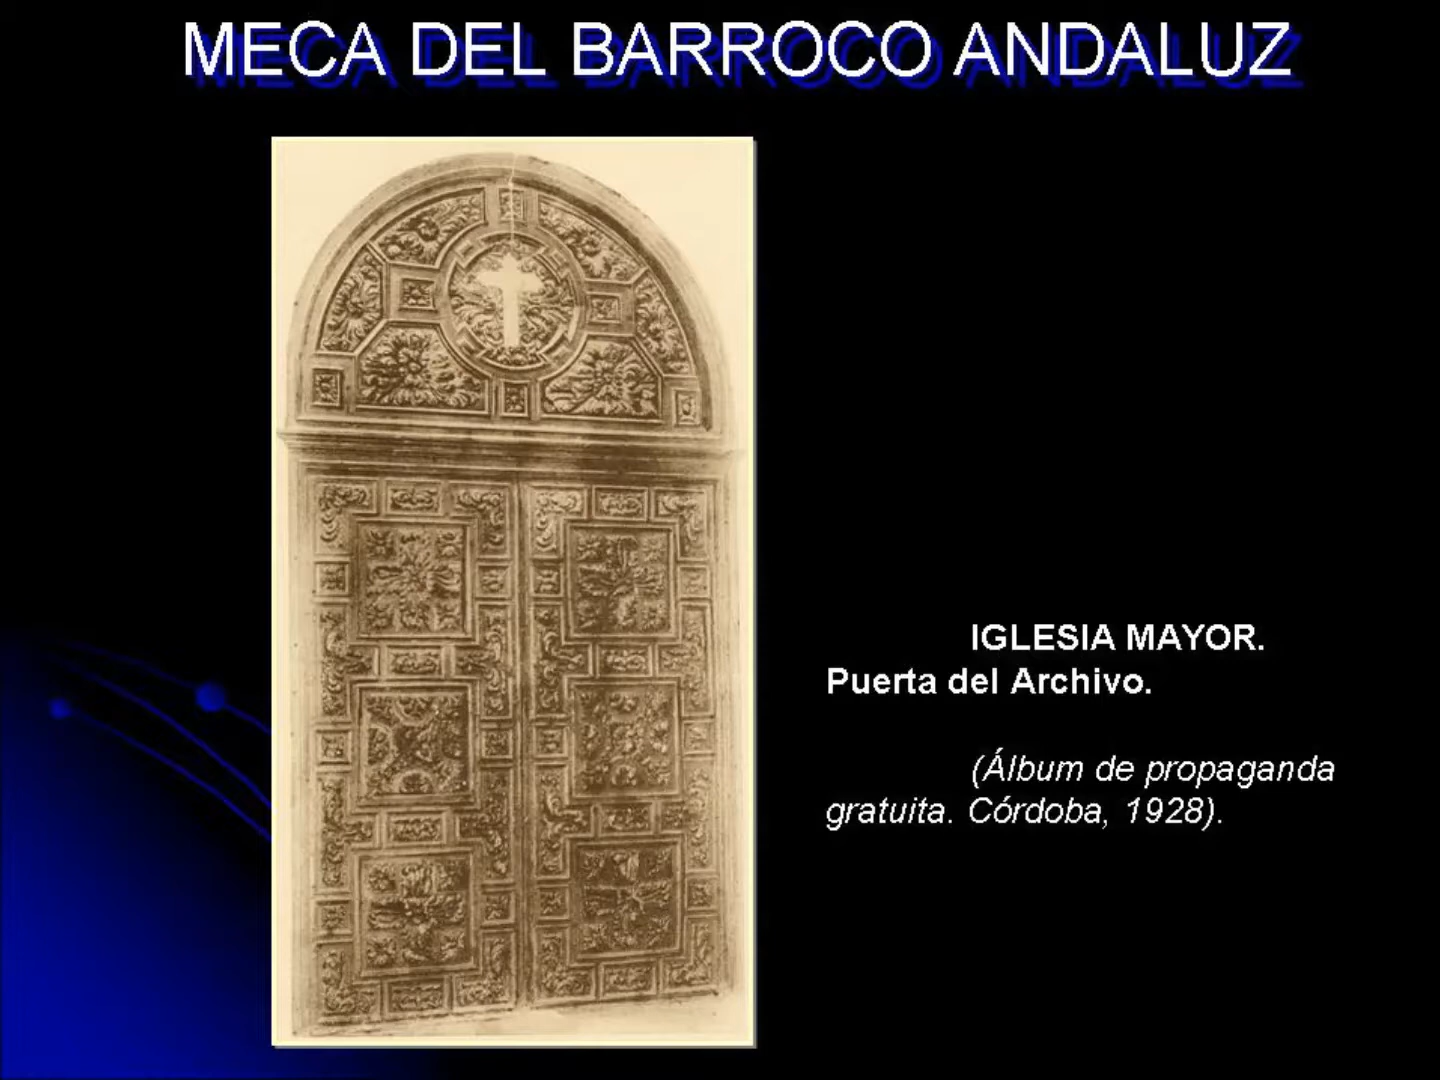 MECA DEL BARROCO ANDALUZ
IGLESIA MAYOR.
Puerta del Archivo.
(Álbum de propaganda
gratuita. Córdoba, 1928).